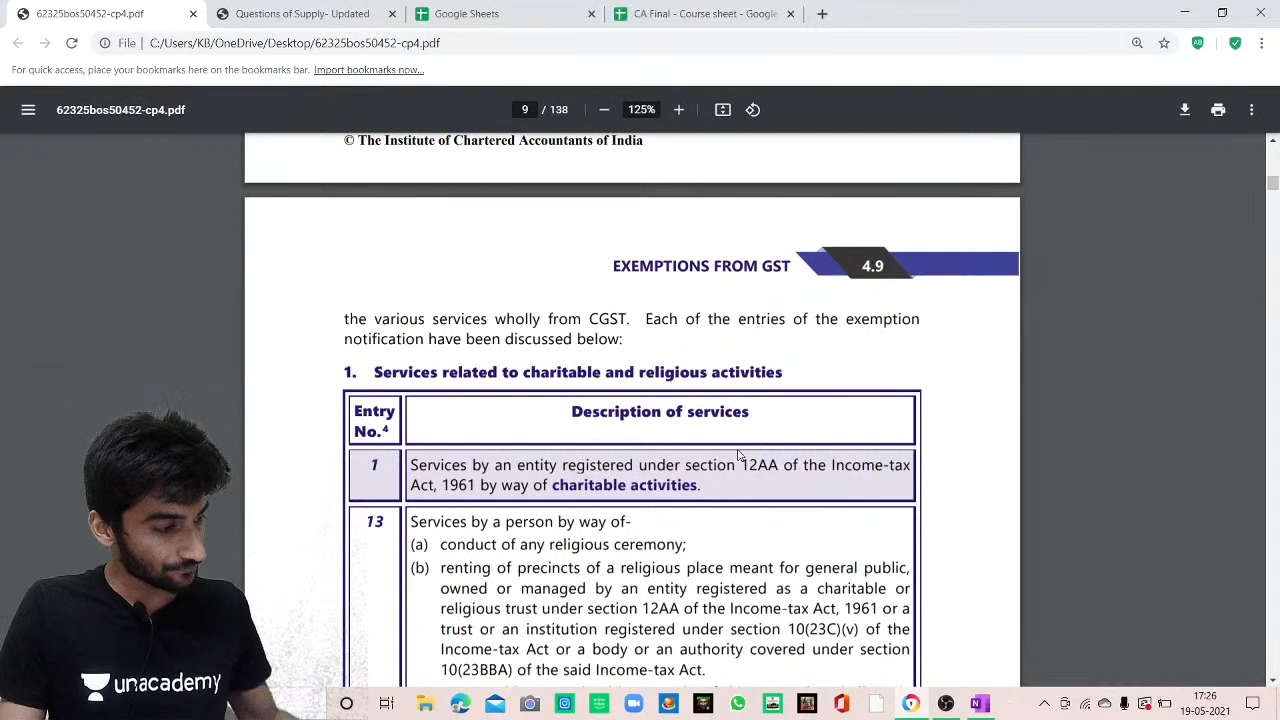 62325bos50452-cp4.pdf
Questions of Supply- Updated
Google Sheets
CA Final - Course sheet - Google
File
C:/Users/KB/OneDrive/Desktop/62325bos50452-cp4.pdf
For quick access, place your bookmarks here on the bookmarks bar. Import bookmarks now...
62325bos50452-cp4.pdf
9 / 138
125%
© The Institute of Chartered Accountants of India
EXEMPTIONS FROM GST 4.9
the various services wholly from CGST. Each of the entries of the exemption
notification have been discussed below:
1. Services related to charitable and religious activities
Entry
No.4
Description of services
1
Services by an entity registered under section 12AA of the Income-tax
Act, 1961 by way of charitable activities.
13
Services by a person by way of-
(a) conduct of any religious ceremony;
(b) renting of precincts of a religious place meant for general public,
owned or managed by an entity registered as a charitable or
religious trust under section 12AA of the Income-tax Act, 1961 or a
trust or an institution registered under section 10(23C)(v) of the
Income-tax Act or a body or an authority covered under section
10(23BBA) of the said Income-tax Act.
unacademy
17:26
19-05-2021